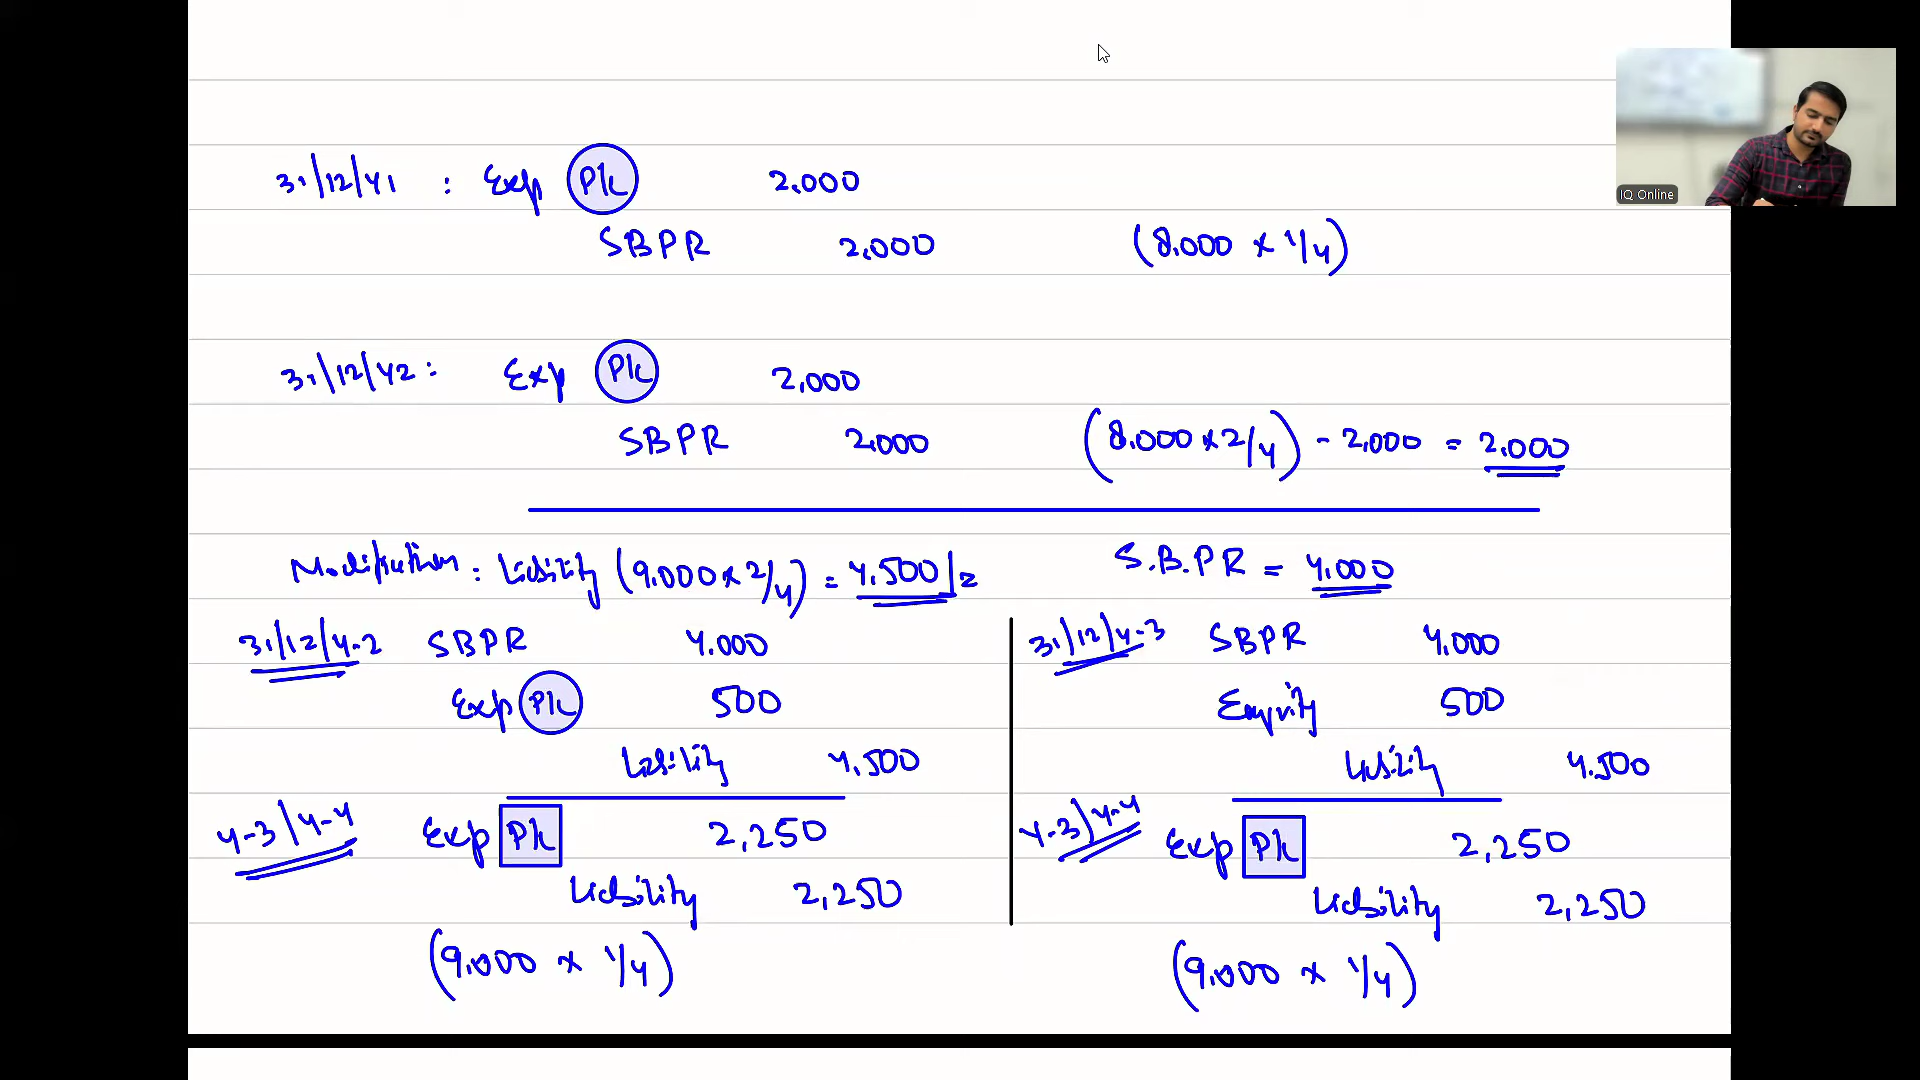 31/12/Y1 : Exp P/L 2,000
SBPR 2,000 (8,000 x 1/4)
31/12/Y2 : Exp P/L 2,000
SBPR 2,000 (8,000 x 2/4) - 2,000 = 2,000
Modification : Liability (9,000 x 2/4) = 4,500/= S.B.P.R = 4,000
31/12/Y-2 SBPR 4,000
Exp P/L 500
Liability 4,500
Y-3/Y-4 Exp P/L 2,250
Liability 2,250
(9,000 x 1/4)
31/12/Y-3 SBPR 4,000
Equity 500
Liability 4,500
Y-3/Y-4 Exp P/L 2,250
Liability 2,250
(9,000 x 1/4)
IQ Online